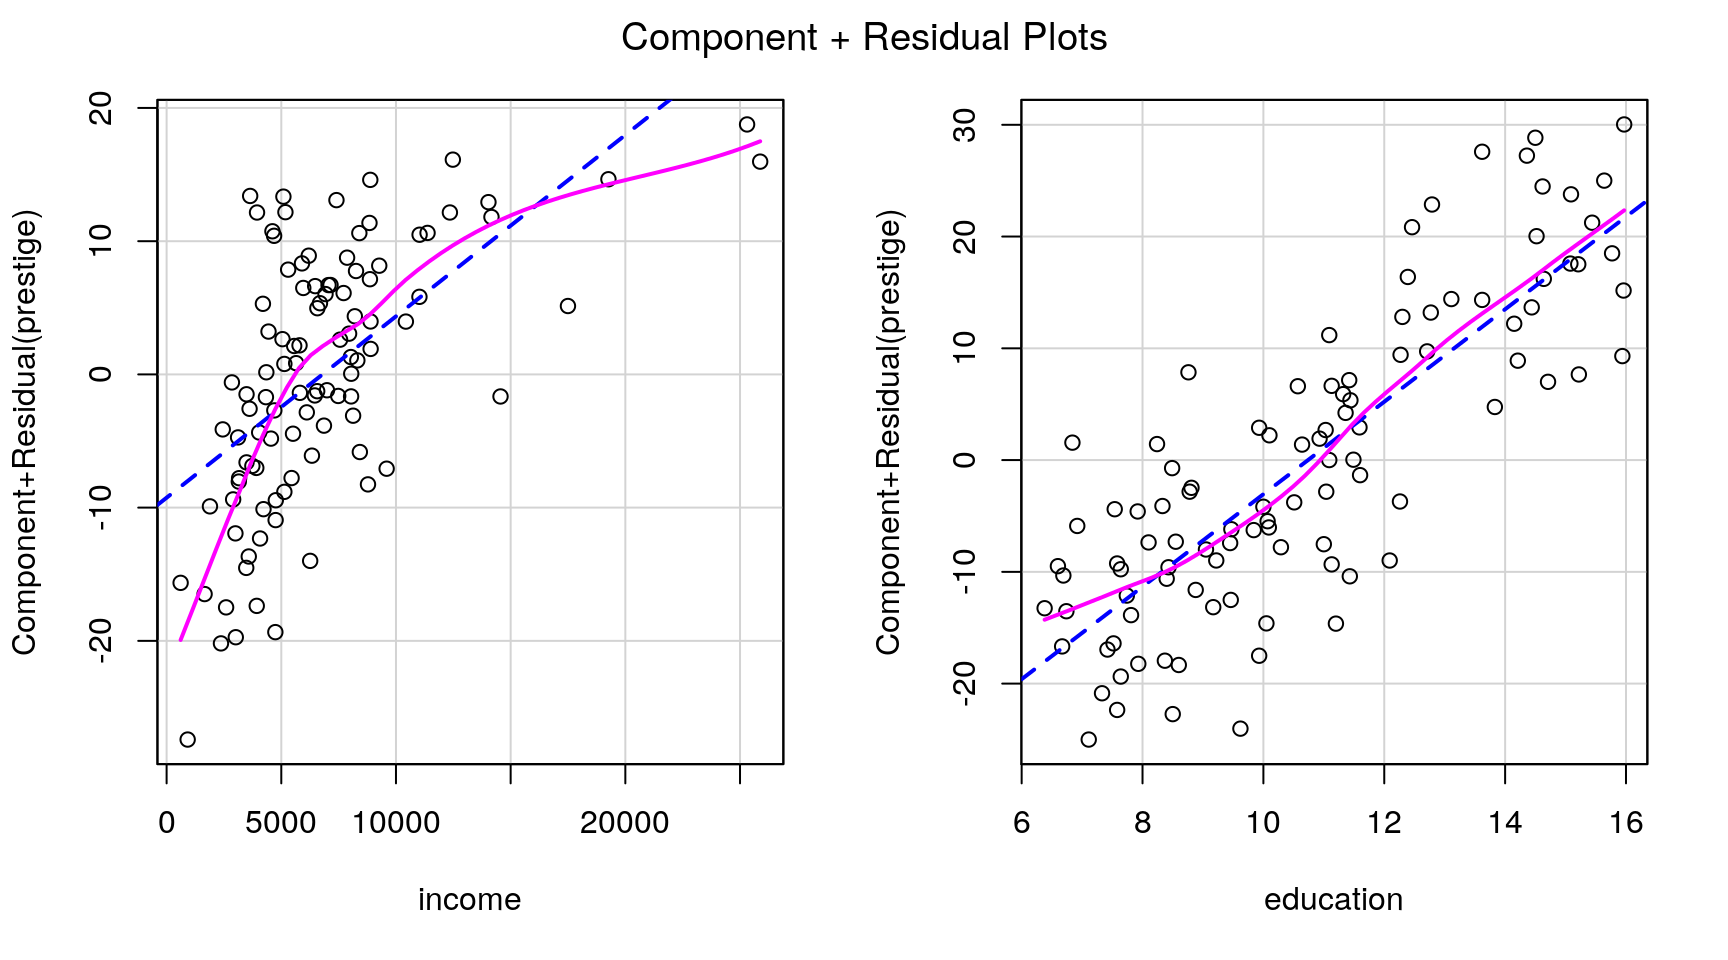 Component + Residual Plots
Component+Residual(prestige)
20
10
0
-10
-20
0 5000 10000 20000
income
Component+Residual(prestige)
30
20
10
0
-10
-20
6 8 10 12 14 16
education